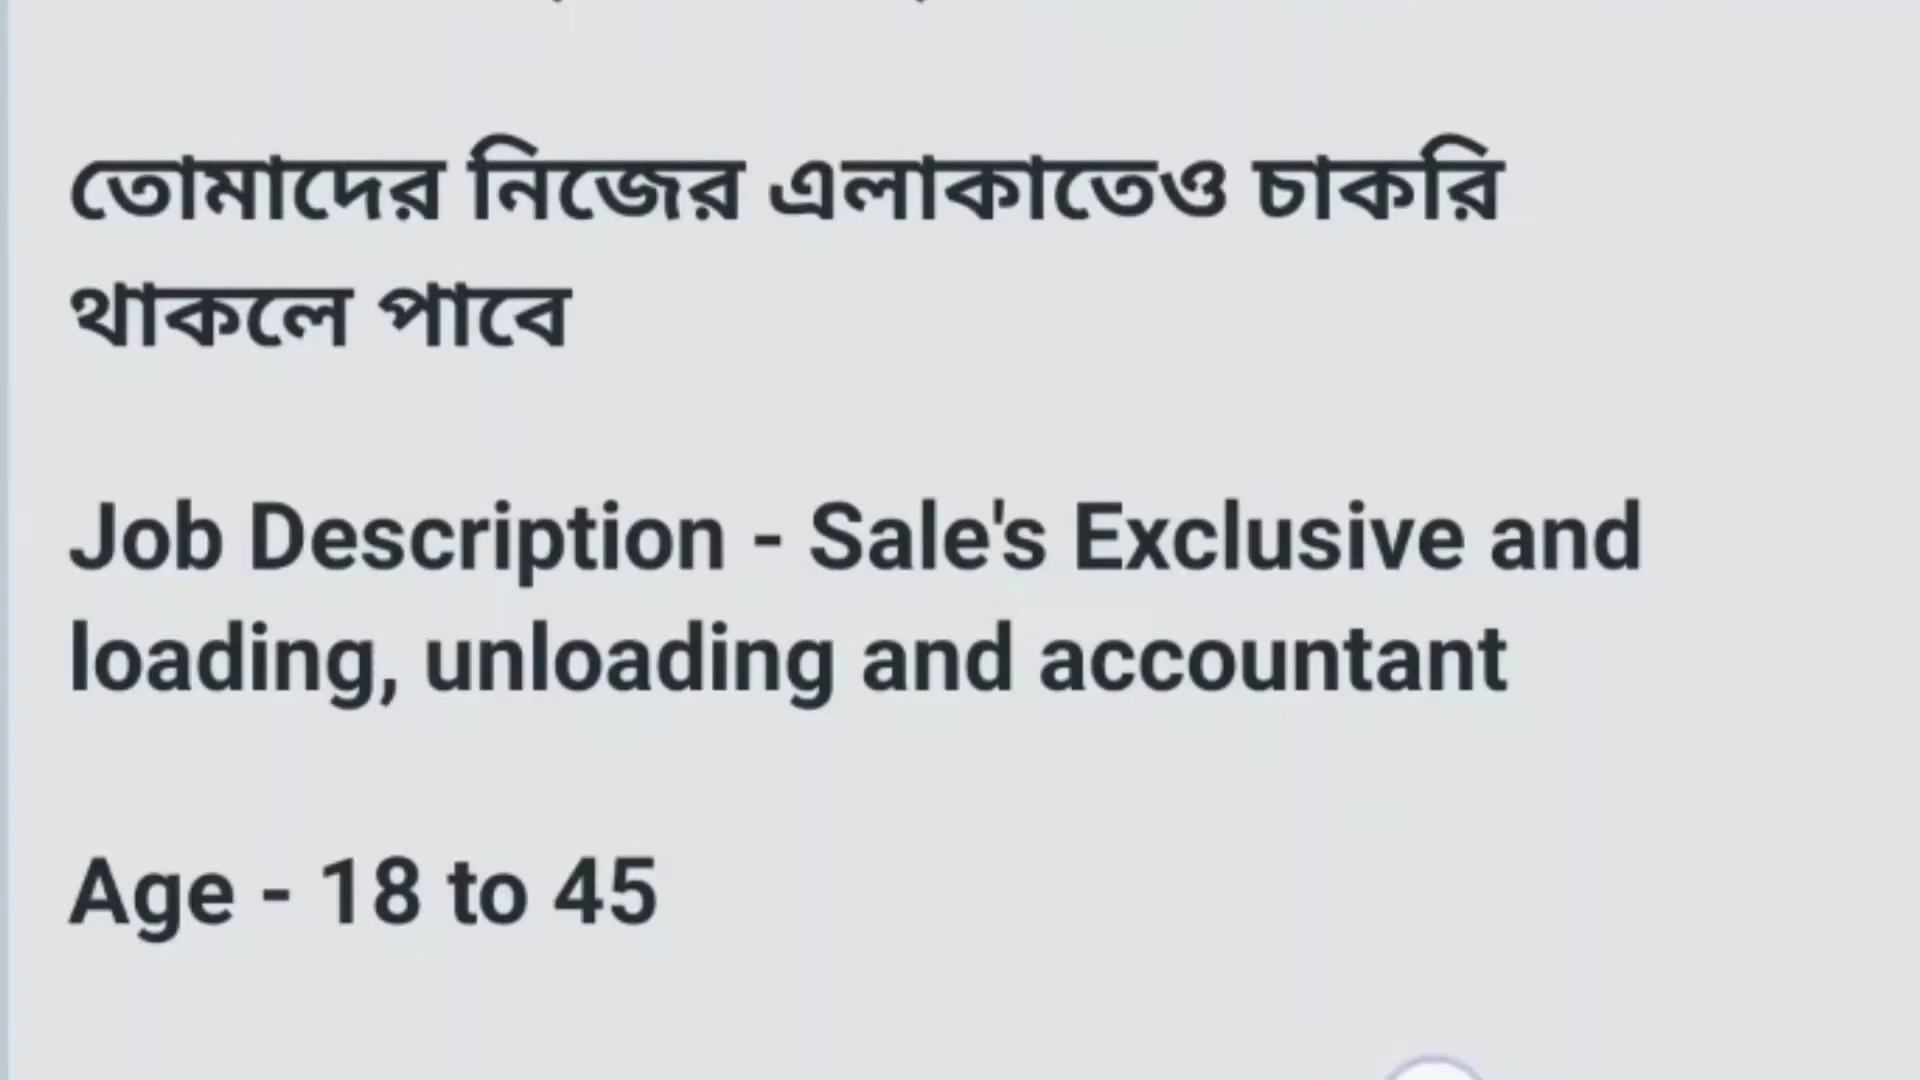 তোমাদের নিজের এলাকাতেও চাকরি
থাকলে পাবে
Job Description - Sale's Exclusive and
loading, unloading and accountant
Age - 18 to 45